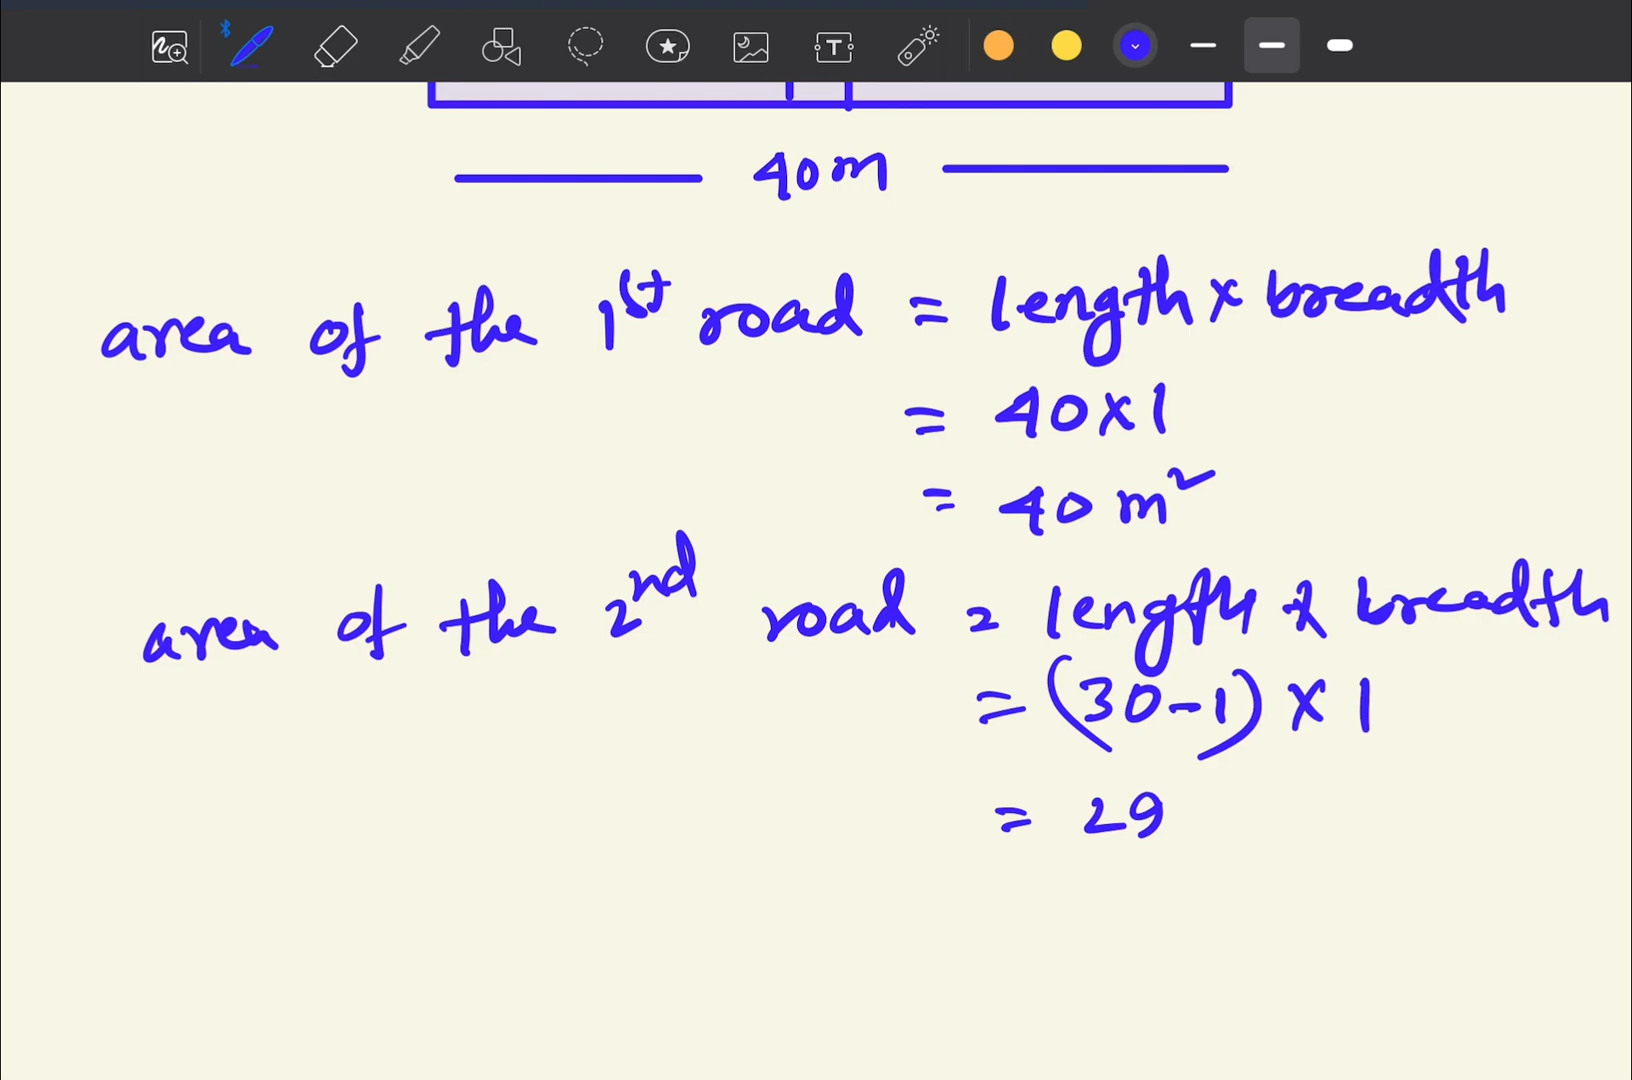 40m
area of the 1st road = length x breadth
= 40x1
= 40 m²
area of the 2nd road = length x breadth
= (30-1) x 1
= 29